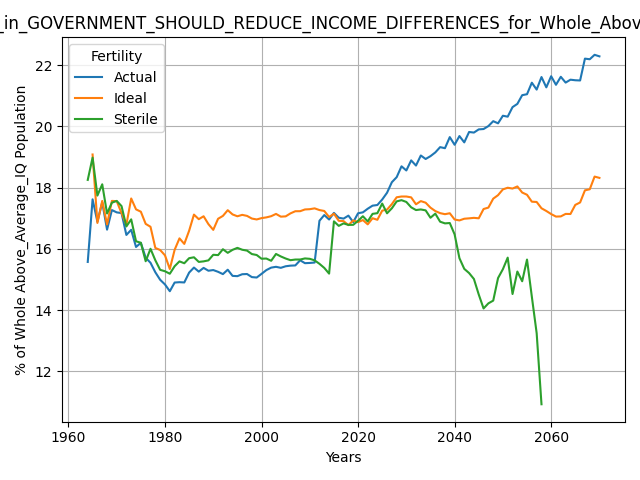 _in_GOVERNMENT_SHOULD_REDUCE_INCOME_DIFFERENCES_for_Whole_Abov
Fertility
Actual
Ideal
Sterile
% of Whole Above_Average_IQ Population
22
20
18
16
14
12
1960
1980
2000
2020
2040
2060
Years